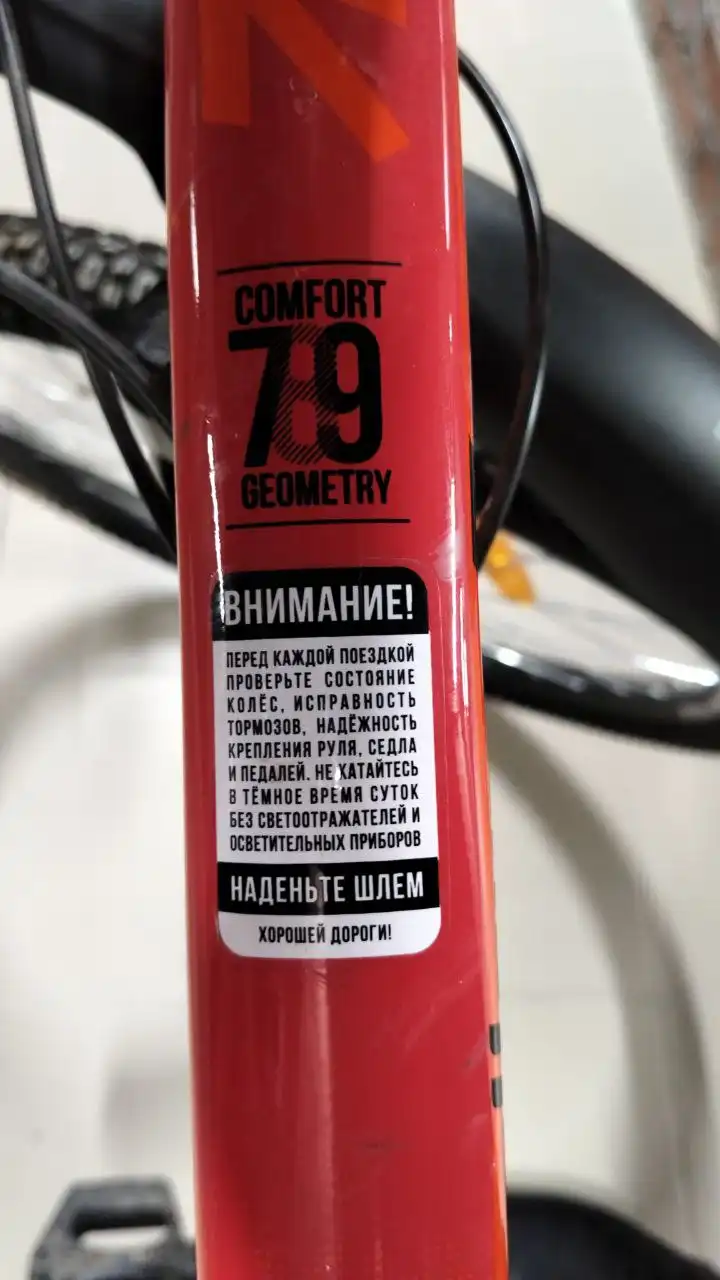 COMFORT
789
GEOMETRY
ВНИМАНИЕ!
ПЕРЕД КАЖДОЙ ПОЕЗДКОЙ
ПРОВЕРЬТЕ СОСТОЯНИЕ
КОЛЁС, ИСПРАВНОСТЬ
ТОРМОЗОВ, НАДЁЖНОСТЬ
КРЕПЛЕНИЯ РУЛЯ, СЕДЛА
И ПЕДАЛЕЙ. НЕ КАТАЙТЕСЬ
В ТЁМНОЕ ВРЕМЯ СУТОК
БЕЗ СВЕТООТРАЖАТЕЛЕЙ И
ОСВЕТИТЕЛЬНЫХ ПРИБОРОВ
НАДЕНЬТЕ ШЛЕМ
ХОРОШЕЙ ДОРОГИ!